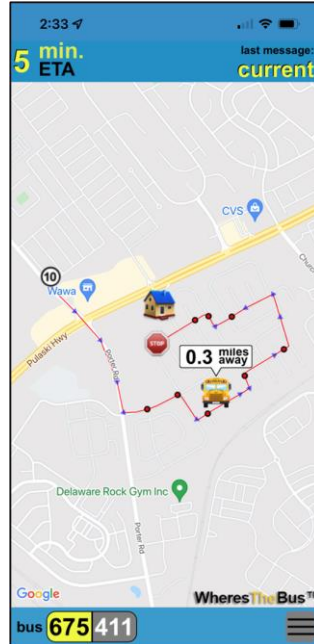 2:33
5 min.
ETA
last message:
current
CVS
10
Wawa
Pulaski Hwy
Porter Rd
STOP
0.3 miles
away
Delaware Rock Gym Inc
Porter Rd
Google
WheresTheBus™
bus 675 411